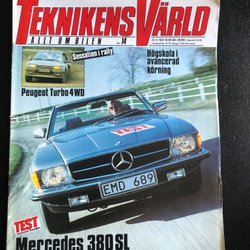 TEKNIKENS VÄRLD
ALLT OM BILEN
NR 14
Sensation i rally
Peugeot Turbo 4WD
Högskola i
avancerad
körning
TEST
EMD 689
TEST
Mercedes 380SL